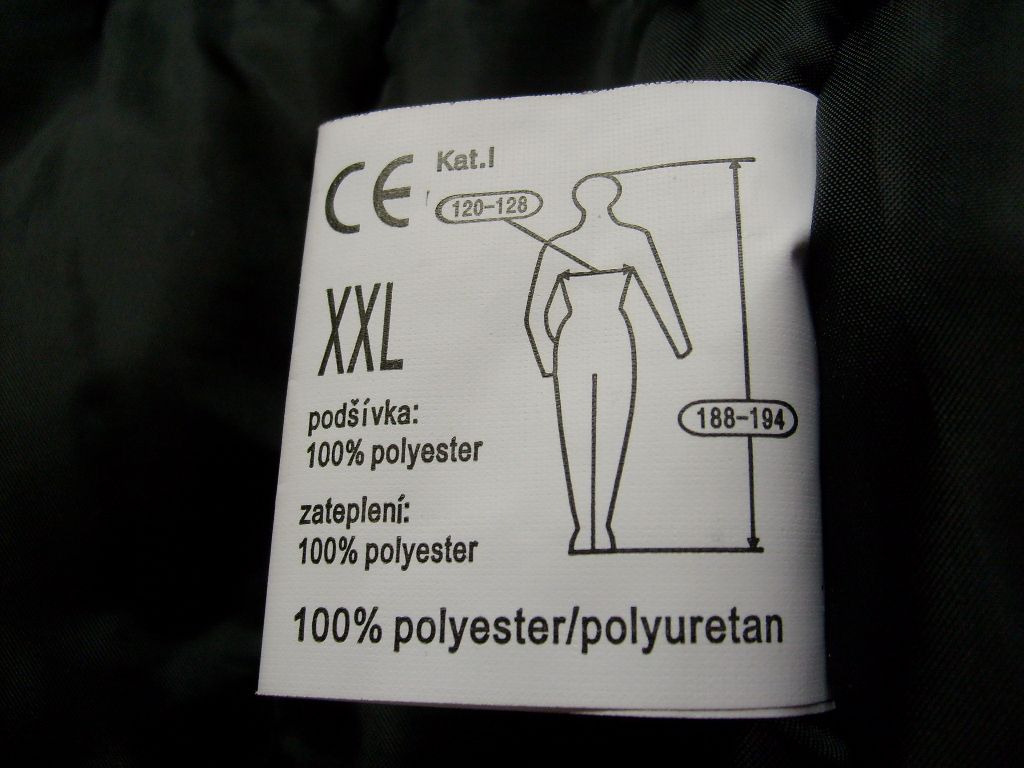 CE Kat.I
120-128
XXL
podšívka:
100% polyester
188-194
zateplení:
100% polyester
100% polyester/polyuretan